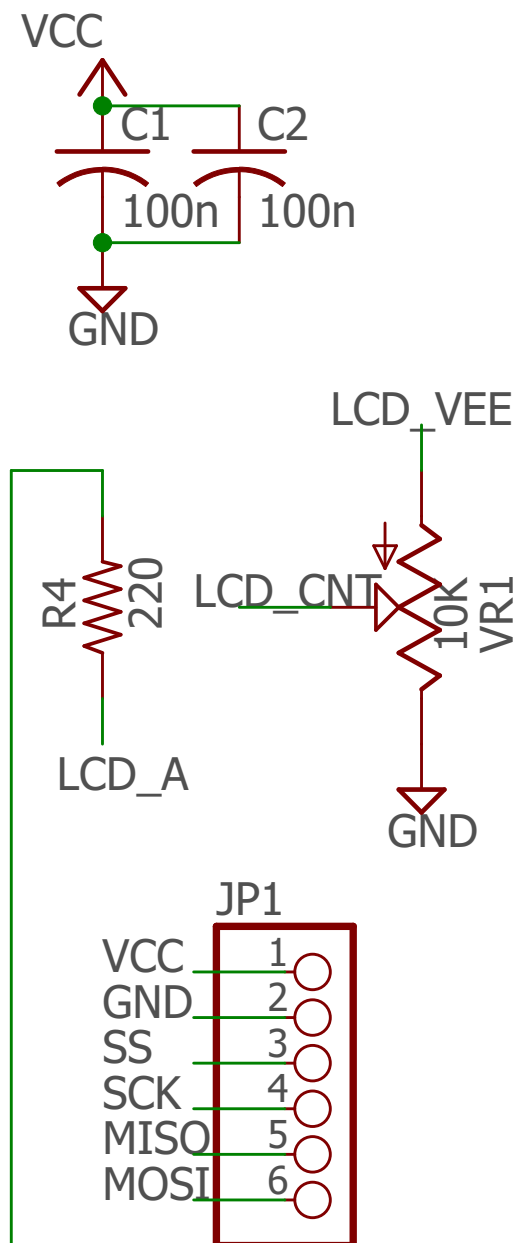 VCC
C1
C2
100n
100n
GND
LCD_VEE
R4
220
LCD_CNT
10K
VR1
LCD_A
GND
JP1
VCC 1
GND 2
SS 3
SCK 4
MISO 5
MOSI 6